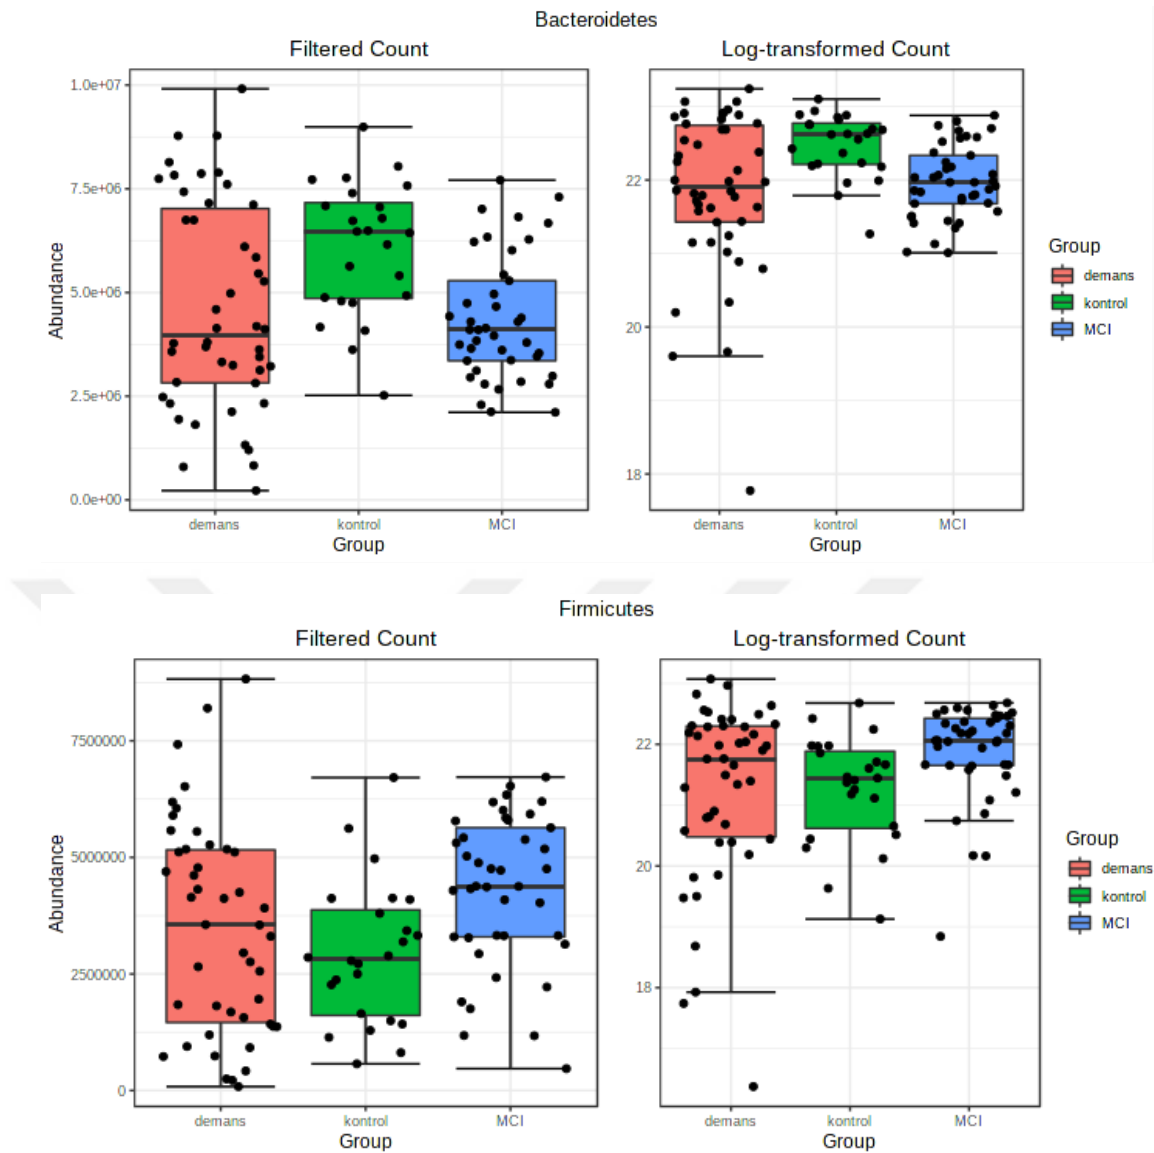 Bacteroidetes
Filtered Count
Log-transformed Count
Abundance
1.0e+07
7.5e+06
5.0e+06
2.5e+06
0.0e+00
22
20
18
demans
kontrol
MCI
Group
demans
kontrol
MCI
Group
Group
demans
kontrol
MCI
Firmicutes
Filtered Count
Log-transformed Count
Abundance
7500000
5000000
2500000
0
22
20
18
demans
kontrol
MCI
Group
demans
kontrol
MCI
Group
Group
demans
kontrol
MCI